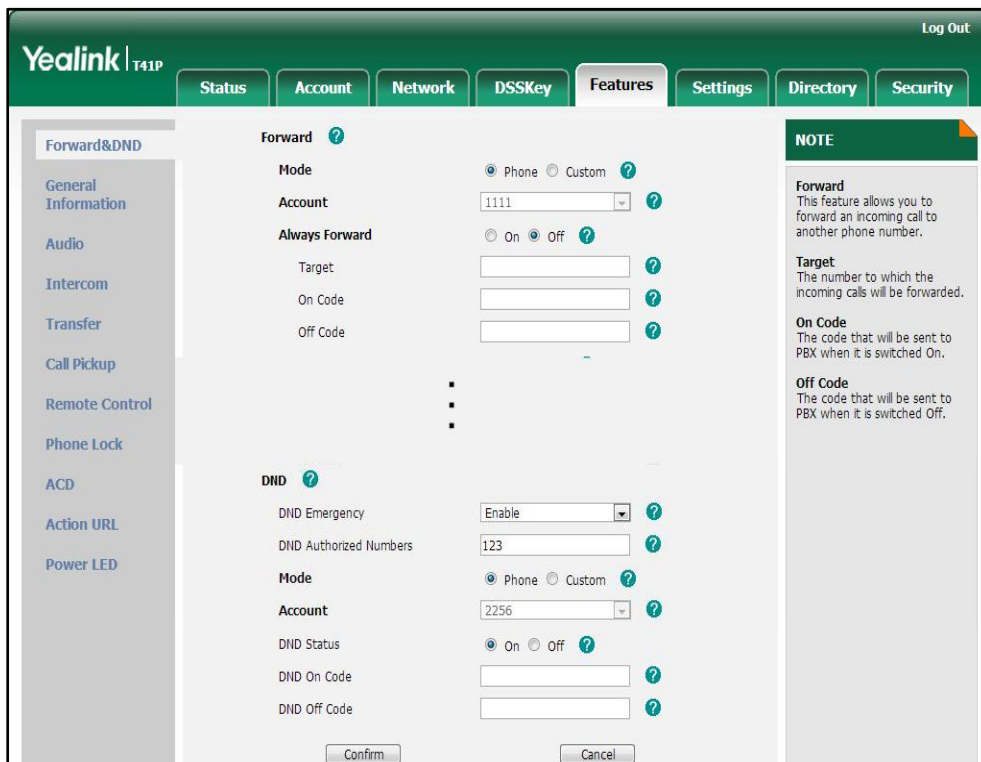 Log Out
Yealink T41P
Status Account Network DSSKey Features Settings Directory Security
Forward&DND
General
Information
Audio
Intercom
Transfer
Call Pickup
Remote Control
Phone Lock
ACD
Action URL
Power LED
Forward ?
Mode Phone Custom ?
Account 1111 ?
Always Forward On Off ?
Target ?
On Code ?
Off Code ?
DND ?
DND Emergency Enable ?
DND Authorized Numbers 123 ?
Mode Phone Custom ?
Account 2256 ?
DND Status On Off ?
DND On Code ?
DND Off Code ?
Confirm Cancel
NOTE
Forward
This feature allows you to
forward an incoming call to
another phone number.
Target
The number to which the
incoming calls will be forwarded.
On Code
The code that will be sent to
PBX when it is switched On.
Off Code
The code that will be sent to
PBX when it is switched Off.